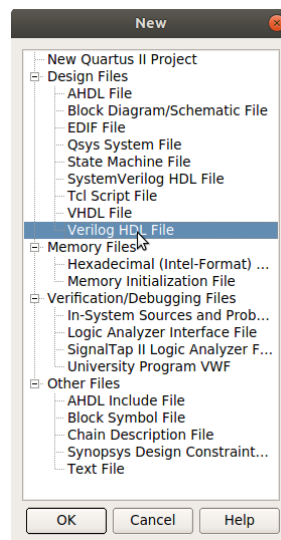 New
New Quartus II Project
Design Files
AHDL File
Block Diagram/Schematic File
EDIF File
Qsys System File
State Machine File
SystemVerilog HDL File
Tcl Script File
VHDL File
Verilog HDL File
Memory Files
Hexadecimal (Intel-Format) ...
Memory Initialization File
Verification/Debugging Files
In-System Sources and Prob...
Logic Analyzer Interface File
SignalTap II Logic Analyzer F...
University Program VWF
Other Files
AHDL Include File
Block Symbol File
Chain Description File
Synopsys Design Constraint...
Text File
OK Cancel Help